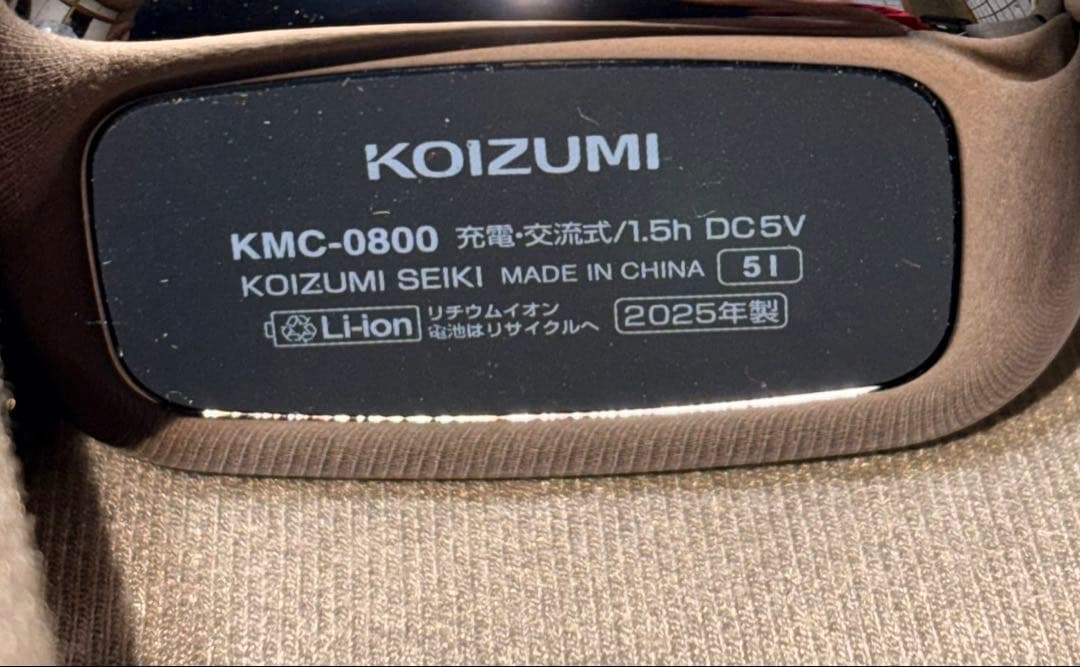 KOIZUMI
KMC-0800 充電・交流式/1.5h DC5V
KOIZUMI SEIKI MADE IN CHINA 5I
Li-ion リチウムイオン
電池はリサイクルへ 2025年製